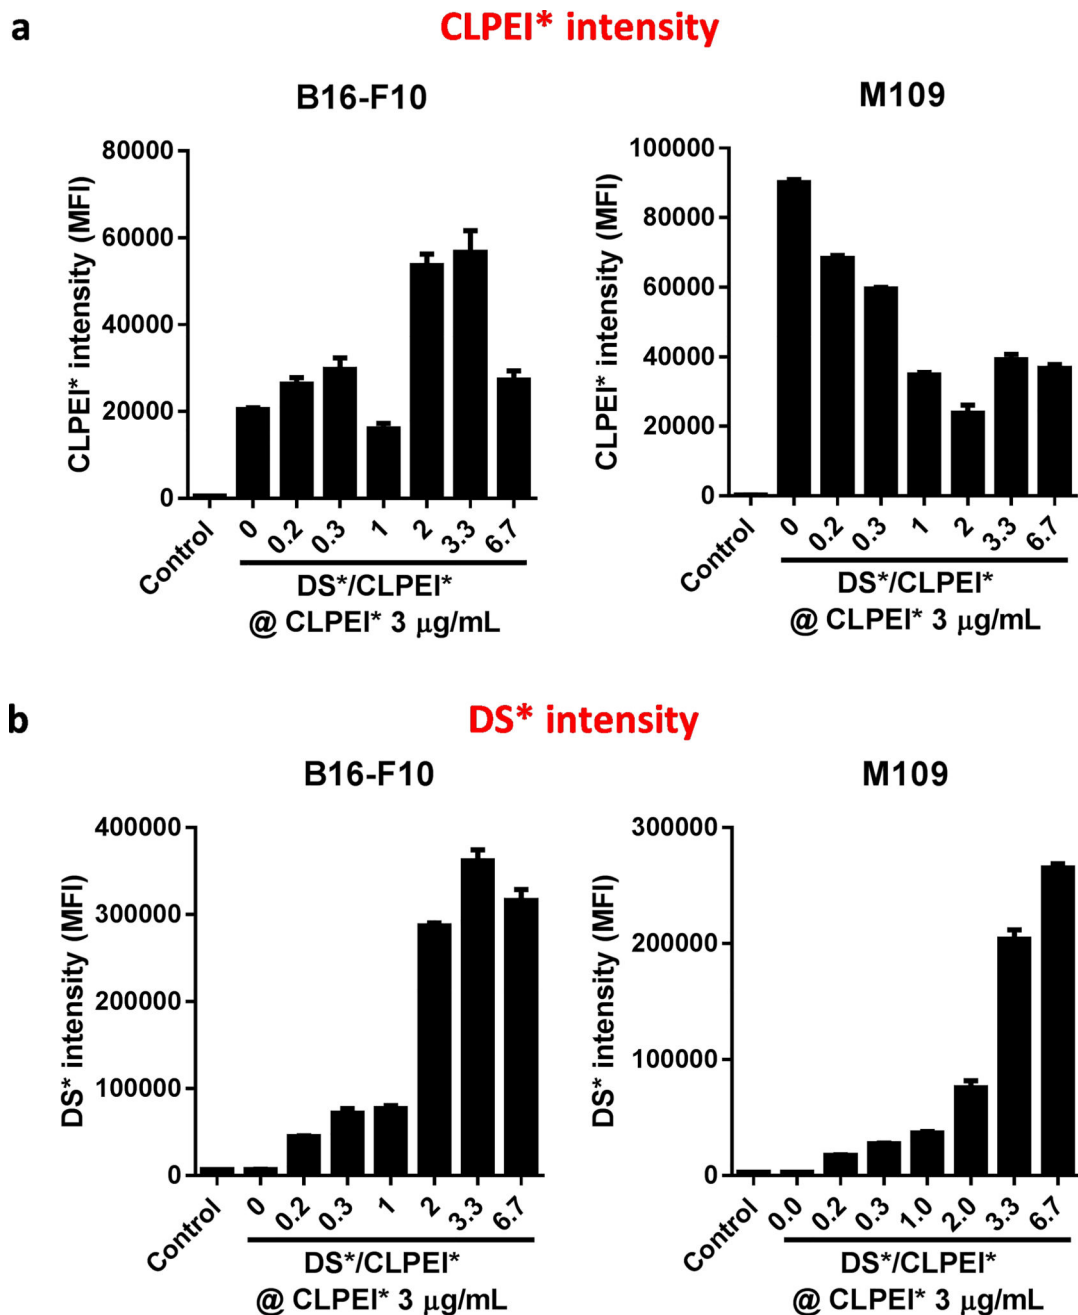 a
CLPEI* intensity
B16-F10
CLPEI* intensity (MFI)
80000
60000
40000
20000
0
Control
0
0.2
0.3
1
2
3.3
6.7
DS*/CLPEI*
@ CLPEI* 3 μg/mL
M109
CLPEI* intensity (MFI)
100000
80000
60000
40000
20000
0
Control
0
0.2
0.3
1
2
3.3
6.7
DS*/CLPEI*
@ CLPEI* 3 μg/mL
b
DS* intensity
B16-F10
DS* intensity (MFI)
400000
300000
200000
100000
0
Control
0
0.2
0.3
1
2
3.3
6.7
DS*/CLPEI*
@ CLPEI* 3 μg/mL
M109
DS* intensity (MFI)
300000
200000
100000
0
Control
0.0
0.2
0.3
1.0
2.0
3.3
6.7
DS*/CLPEI*
@ CLPEI* 3 μg/mL